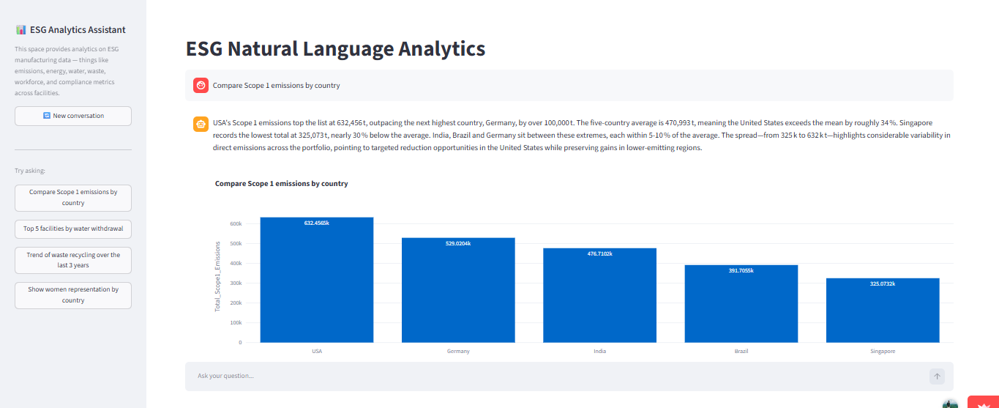 ESG Analytics Assistant
This space provides analytics on ESG
manufacturing data — things like
emissions, energy, water, waste,
workforce, and compliance metrics
across facilities.
New conversation
Try asking:
Compare Scope 1 emissions by
country
Top 5 facilities by water withdrawal
Trend of waste recycling over the
last 3 years
Show women representation by
country
ESG Natural Language Analytics
Compare Scope 1 emissions by country
USA's Scope 1 emissions top the list at 632,456 t, outpacing the next highest country, Germany, by over 100,000 t. The five-country average is 470,993 t, meaning the United States exceeds the mean by roughly 34 %. Singapore
records the lowest total at 325,073 t, nearly 30 % below the average. India, Brazil and Germany sit between these extremes, each within 5-10 % of the average. The spread—from 325 k to 632 k t—highlights considerable variability in
direct emissions across the portfolio, pointing to targeted reduction opportunities in the United States while preserving gains in lower-emitting regions.
Compare Scope 1 emissions by country
Total_Scope1_Emissions
600k
500k
400k
300k
200k
100k
0
632.4565k
529.0204k
476.7102k
391.7055k
325.0732k
USA
Germany
India
Brazil
Singapore
Ask your question...